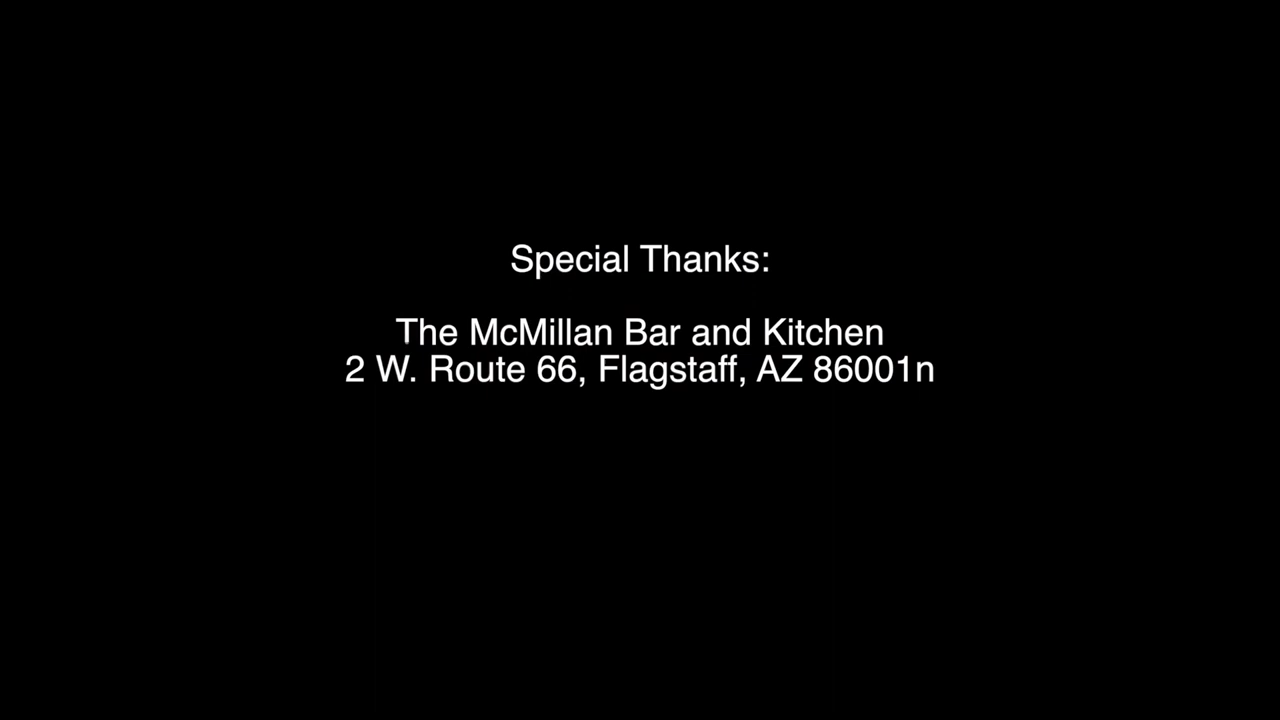 Special Thanks:
The McMillan Bar and Kitchen
2 W. Route 66, Flagstaff, AZ 86001n